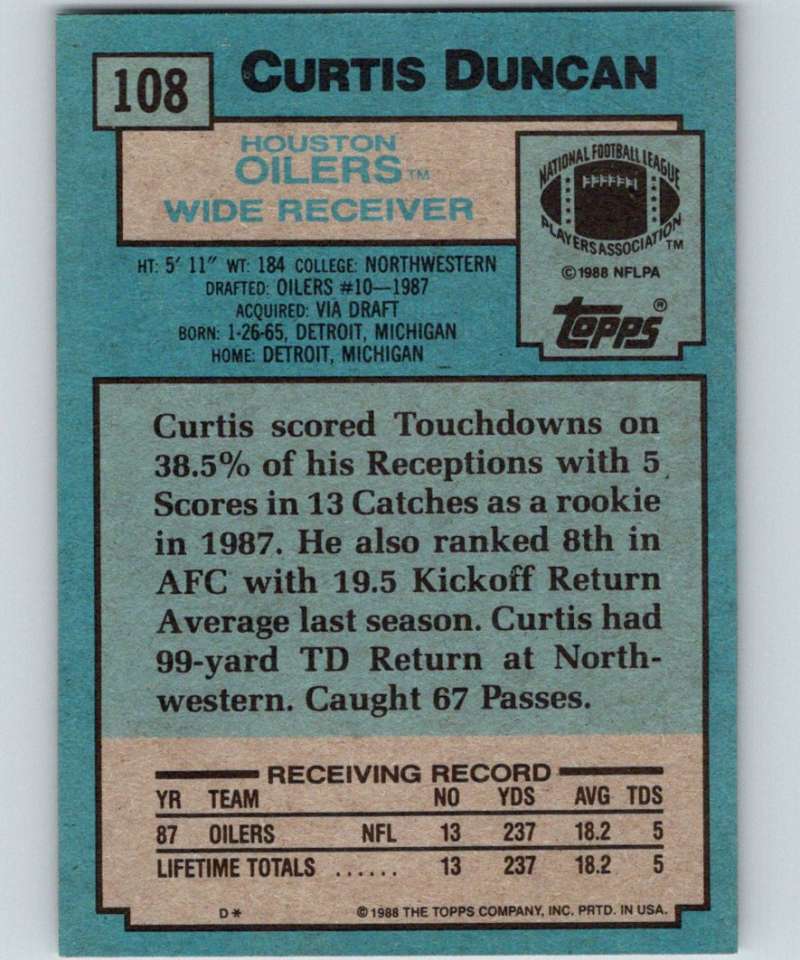 108
CURTIS DUNCAN
HOUSTON
OILERS™
WIDE RECEIVER
NATIONAL FOOTBALL LEAGUE
PLAYERS ASSOCIATION™
©1988 NFLPA
Topps®
HT: 5' 11" WT: 184 COLLEGE: NORTHWESTERN
DRAFTED: OILERS #10—1987
ACQUIRED: VIA DRAFT
BORN: 1-26-65, DETROIT, MICHIGAN
HOME: DETROIT, MICHIGAN
Curtis scored Touchdowns on
38.5% of his Receptions with 5
Scores in 13 Catches as a rookie
in 1987. He also ranked 8th in
AFC with 19.5 Kickoff Return
Average last season. Curtis had
99-yard TD Return at North-
western. Caught 67 Passes.
RECEIVING RECORD
YR TEAM NO YDS AVG TDS
87 OILERS NFL 13 237 18.2 5
LIFETIME TOTALS ...... 13 237 18.2 5
D* ©1988 THE TOPPS COMPANY, INC. PRTD. IN USA.